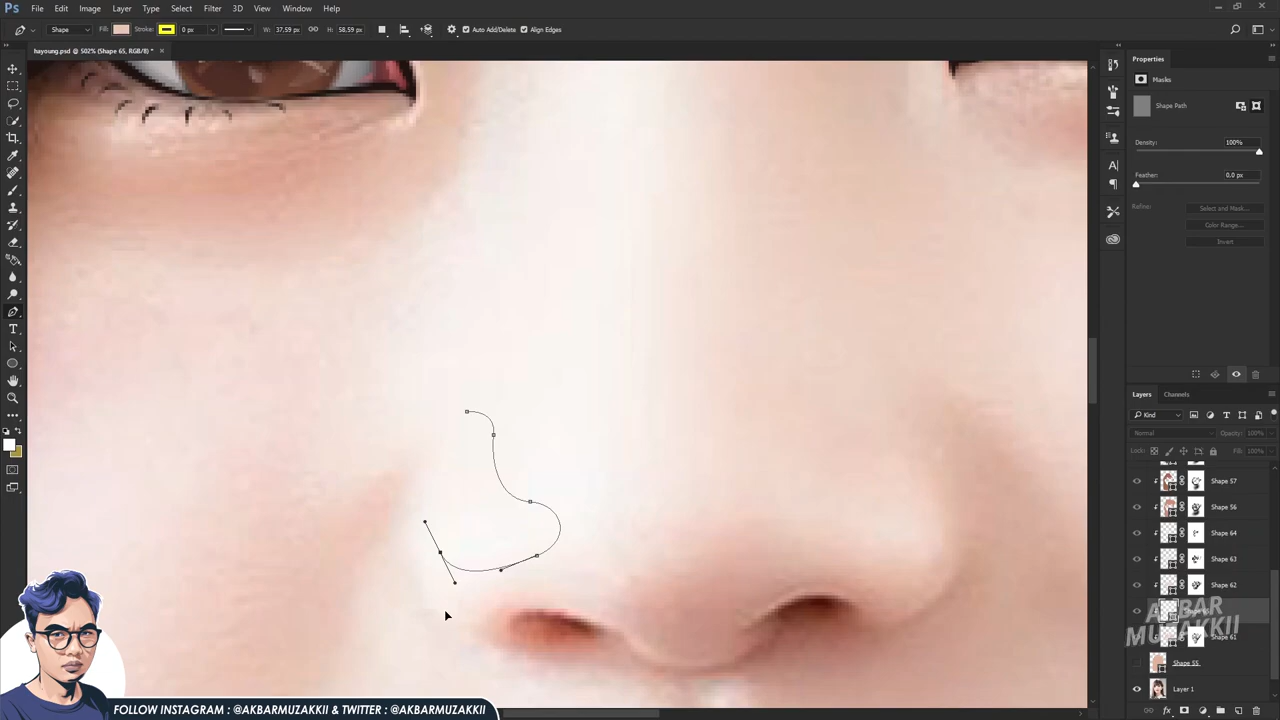 Ps File Edit Image Layer Type Select Filter 3D View Window Help
Shape Fill: Stroke: 0 px W: 37.59 px H: 58.59 px Auto Add/Delete Align Edges
hayoung.psd @ 502% (Shape 65, RGB/8) *
Properties
Masks
Shape Path
Density: 100%
Feather: 0.0 px
Refine: Select and Mask...
Color Range...
Invert
Layers Channels
Kind
Normal Opacity: 100%
Fill: 100%
Shape 57
Shape 56
Shape 64
Shape 63
Shape 62
Shape 61
Shape 55
Layer 1
AKBAR
MUZAKKII
FOLLOW INSTAGRAM : @AKBARMUZAKKII & TWITTER : @AKBARMUZAKKII